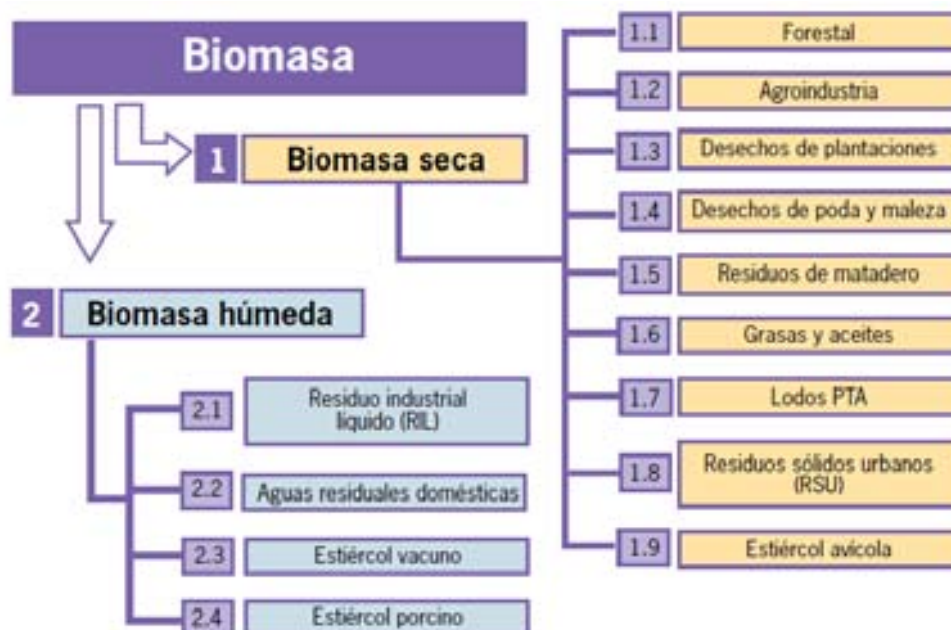 Biomasa
1 Biomasa seca
1.1 Forestal
1.2 Agroindustria
1.3 Desechos de plantaciones
1.4 Desechos de poda y maleza
1.5 Residuos de matadero
1.6 Grasas y aceites
1.7 Lodos PTA
1.8 Residuos sólidos urbanos
(RSU)
1.9 Estiércol avícola
2 Biomasa húmeda
2.1 Residuo industrial
líquido (RIL)
2.2 Aguas residuales domésticas
2.3 Estiércol vacuno
2.4 Estiércol porcino